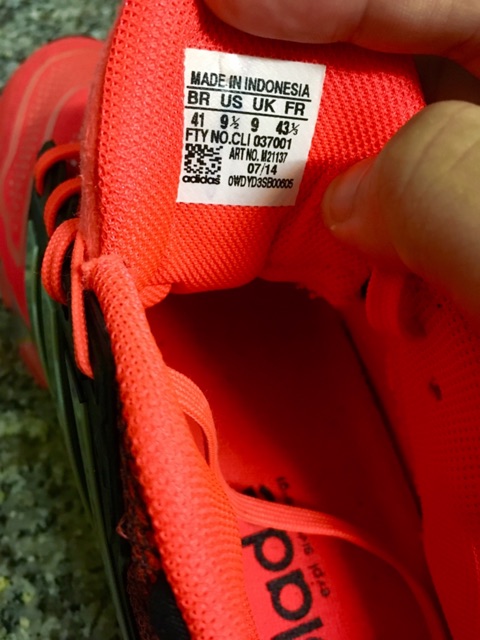 MADE IN INDONESIA
BR US UK FR
41 9½ 9 43⅓
FTY NO.CLI 037001
ART NO. M21137
07/14
adidas 0WDYD3SB00605